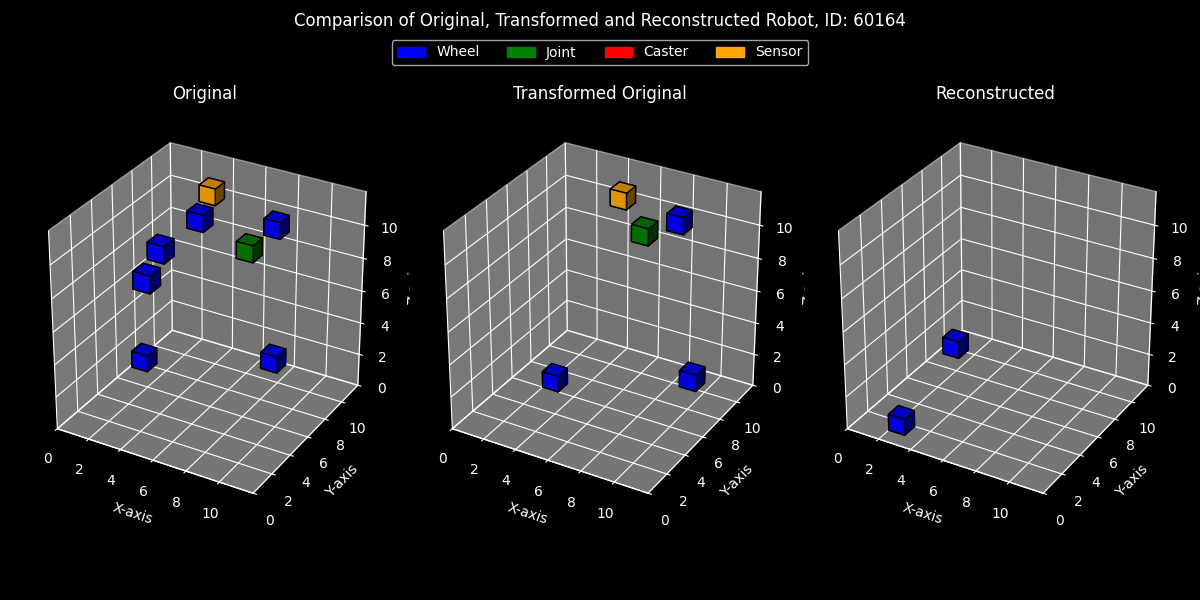 Comparison of Original, Transformed and Reconstructed Robot, ID: 60164
Wheel Joint Caster Sensor
Original Transformed Original Reconstructed
10 10 10
8 8 8
6 6 6
4 4 4
2 2 2
0 0 0
0 2 4 6 8 10 0 2 4 6 8 10 0 2 4 6 8 10
X-axis X-axis X-axis
0 2 4 6 8 10 0 2 4 6 8 10 0 2 4 6 8 10
Y-axis Y-axis Y-axis